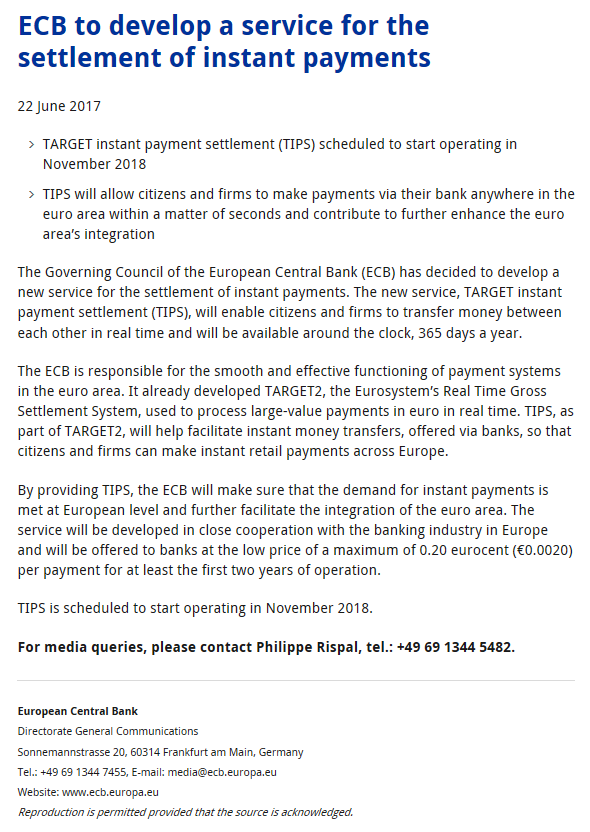 ECB to develop a service for the
settlement of instant payments
22 June 2017
> TARGET instant payment settlement (TIPS) scheduled to start operating in
November 2018
> TIPS will allow citizens and firms to make payments via their bank anywhere in the
euro area within a matter of seconds and contribute to further enhance the euro
area’s integration
The Governing Council of the European Central Bank (ECB) has decided to develop a
new service for the settlement of instant payments. The new service, TARGET instant
payment settlement (TIPS), will enable citizens and firms to transfer money between
each other in real time and will be available around the clock, 365 days a year.
The ECB is responsible for the smooth and effective functioning of payment systems
in the euro area. It already developed TARGET2, the Eurosystem’s Real Time Gross
Settlement System, used to process large-value payments in euro in real time. TIPS, as
part of TARGET2, will help facilitate instant money transfers, offered via banks, so that
citizens and firms can make instant retail payments across Europe.
By providing TIPS, the ECB will make sure that the demand for instant payments is
met at European level and further facilitate the integration of the euro area. The
service will be developed in close cooperation with the banking industry in Europe
and will be offered to banks at the low price of a maximum of 0.20 eurocent (€0.0020)
per payment for at least the first two years of operation.
TIPS is scheduled to start operating in November 2018.
For media queries, please contact Philippe Rispal, tel.: +49 69 1344 5482.
European Central Bank
Directorate General Communications
Sonnemannstrasse 20, 60314 Frankfurt am Main, Germany
Tel.: +49 69 1344 7455, E-mail: media@ecb.europa.eu
Website: www.ecb.europa.eu
Reproduction is permitted provided that the source is acknowledged.